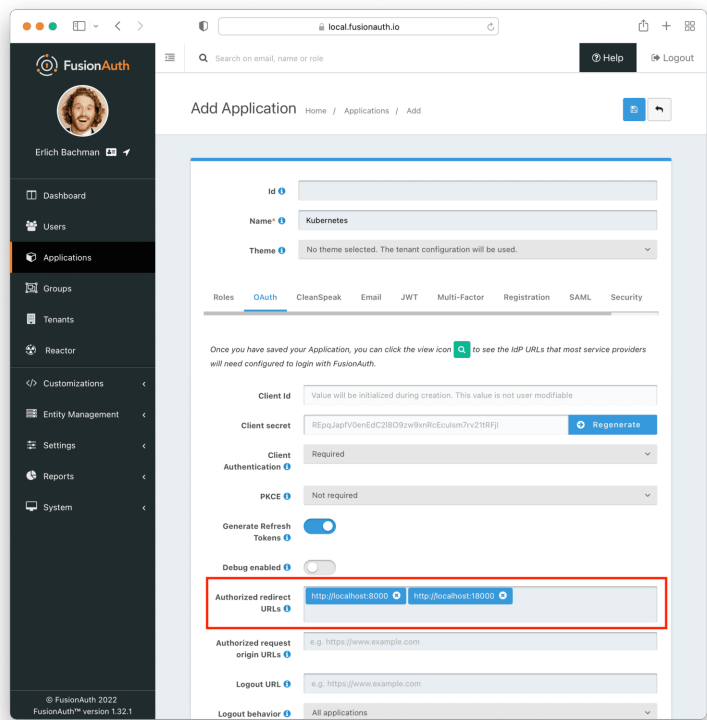 local.fusionauth.io
FusionAuth
Search on email, name or role
Help
Logout
Add Application
Home / Applications / Add
Erlich Bachman
Dashboard
Users
Applications
Groups
Tenants
Reactor
Customizations
Entity Management
Settings
Reports
System
© FusionAuth 2022
FusionAuth™ version 1.32.1
Id
Name* Kubernetes
Theme No theme selected. The tenant configuration will be used.
Roles OAuth CleanSpeak Email JWT Multi-Factor Registration SAML Security
Once you have saved your Application, you can click the view icon to see the IdP URLs that most service providers
will need configured to login with FusionAuth.
Client Id Value will be initialized during creation. This value is not user modifiable
Client secret Regenerate
Client Required
Authentication
PKCE Not required
Generate Refresh
Tokens
Debug enabled
Authorized redirect http://localhost:8000 http://localhost:18000
URLs
Authorized request e.g. https://www.example.com
origin URLs
Logout URL e.g. https://www.example.com
Logout behavior All applications